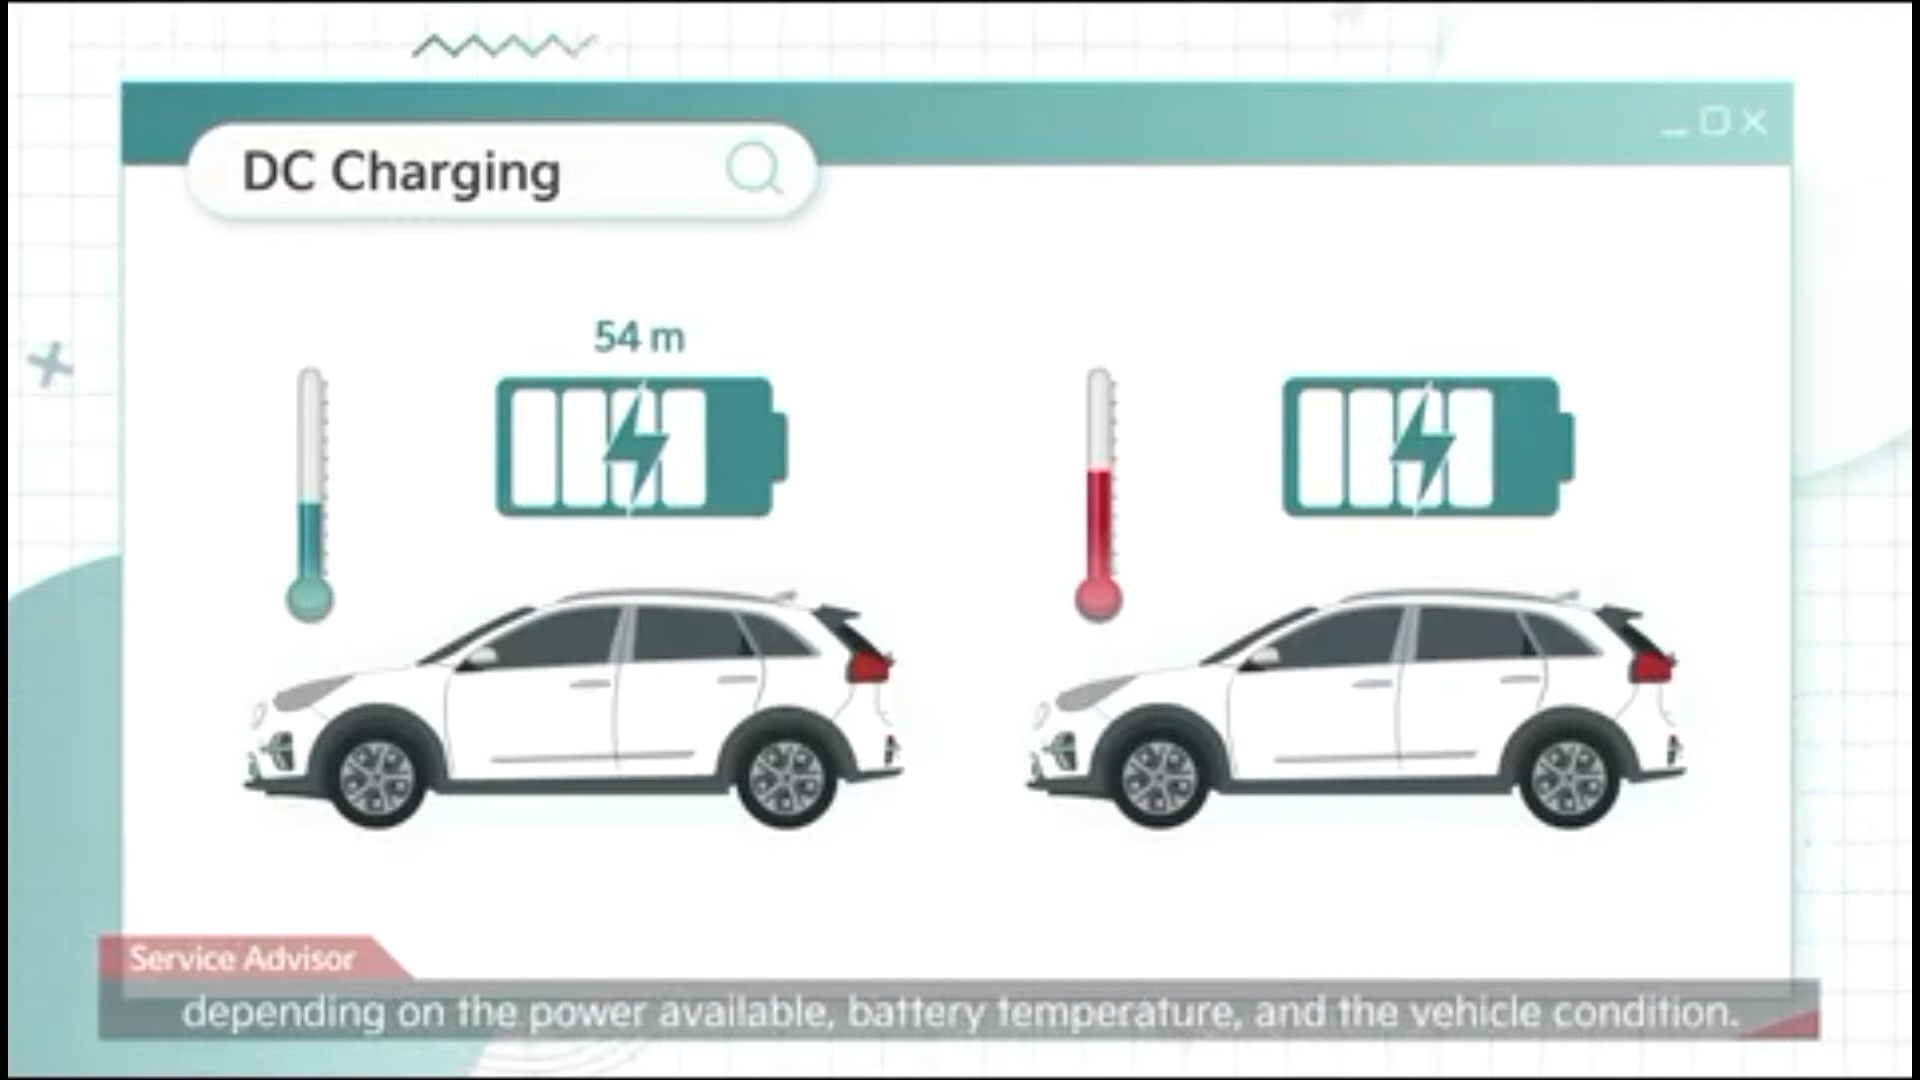 DC Charging
54 m
Service Advisor
depending on the power available, battery temperature, and the vehicle condition.